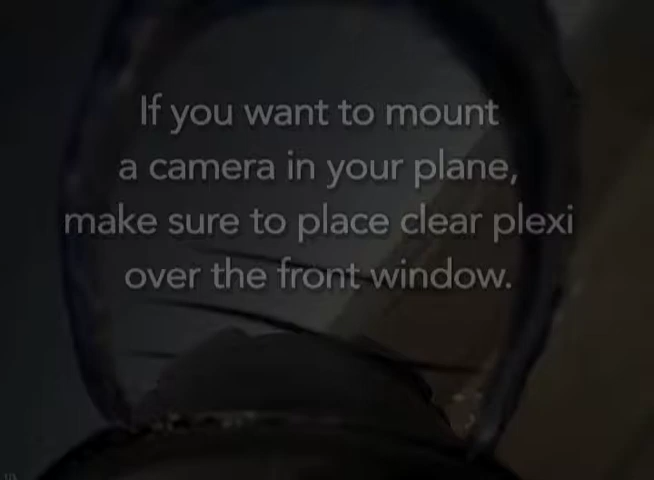 If you want to mount
a camera in your plane,
make sure to place clear plexi
over the front window.